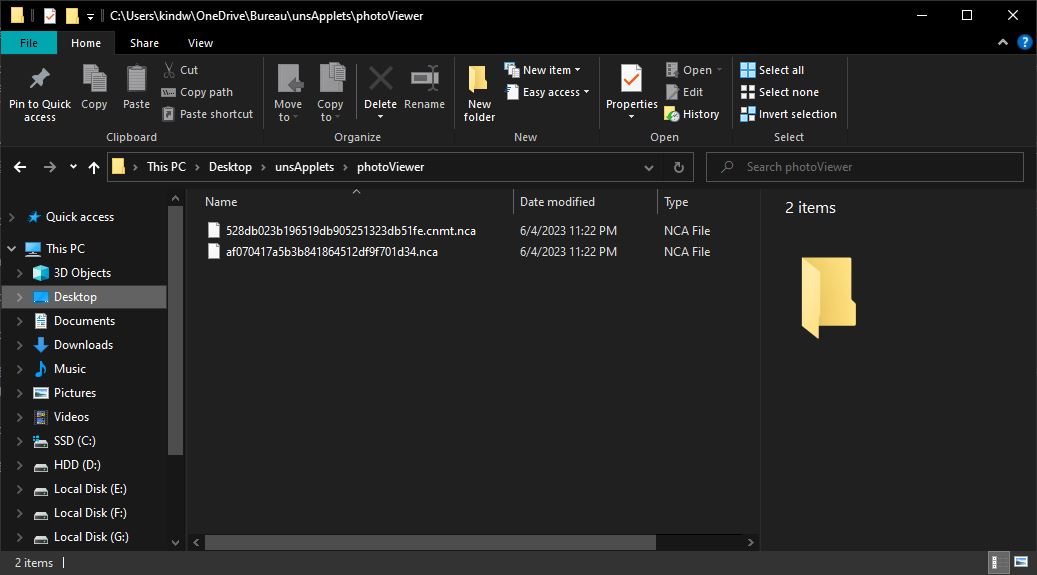 C:\Users\kindw\OneDrive\Bureau\unsApplets\photoViewer
File Home Share View
Pin to Quick access
Copy
Paste
Cut
Copy path
Paste shortcut
Clipboard
Move to
Copy to
Delete
Rename
Organize
New folder
New item
Easy access
New
Properties
Open
Edit
History
Open
Select all
Select none
Invert selection
Select
This PC Desktop unsApplets photoViewer
Search photoViewer
Quick access
This PC
3D Objects
Desktop
Documents
Downloads
Music
Pictures
Videos
SSD (C:)
HDD (D:)
Local Disk (E:)
Local Disk (F:)
Local Disk (G:)
Name Date modified Type
528db023b196519db905251323db51fe.cnmt.nca 6/4/2023 11:22 PM NCA File
af070417a5b3b841864512df9f701d34.nca 6/4/2023 11:22 PM NCA File
2 items
2 items